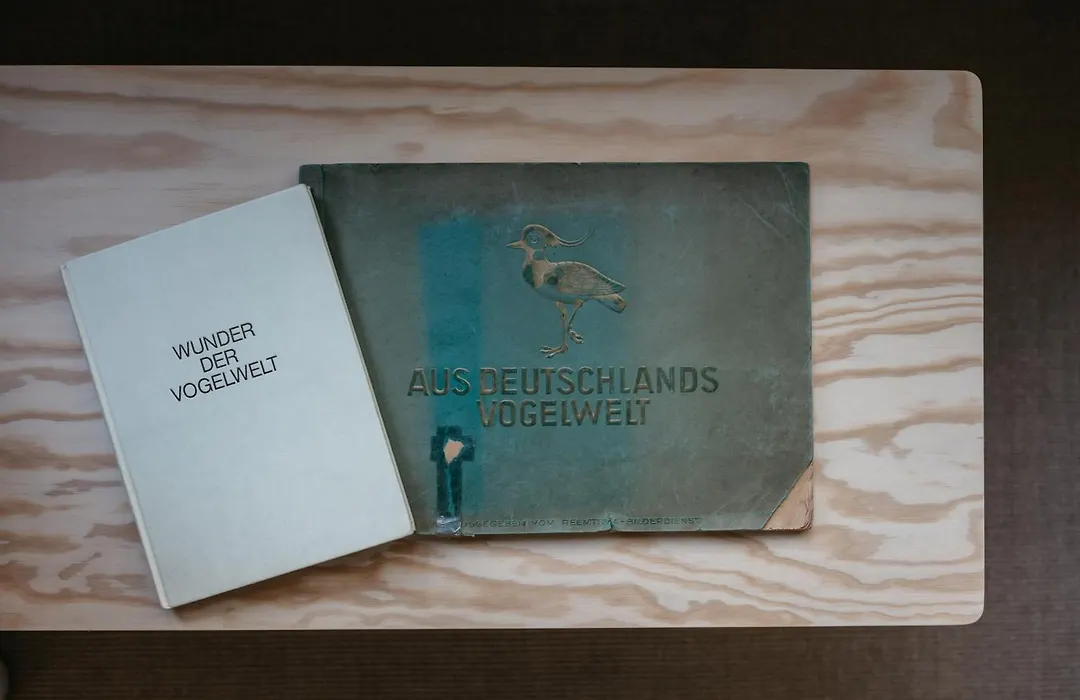 WUNDER
DER
VOGELWELT
AUS DEUTSCHLANDS
VOGELWELT
VOM REEMTSMA-BILDERDIENST